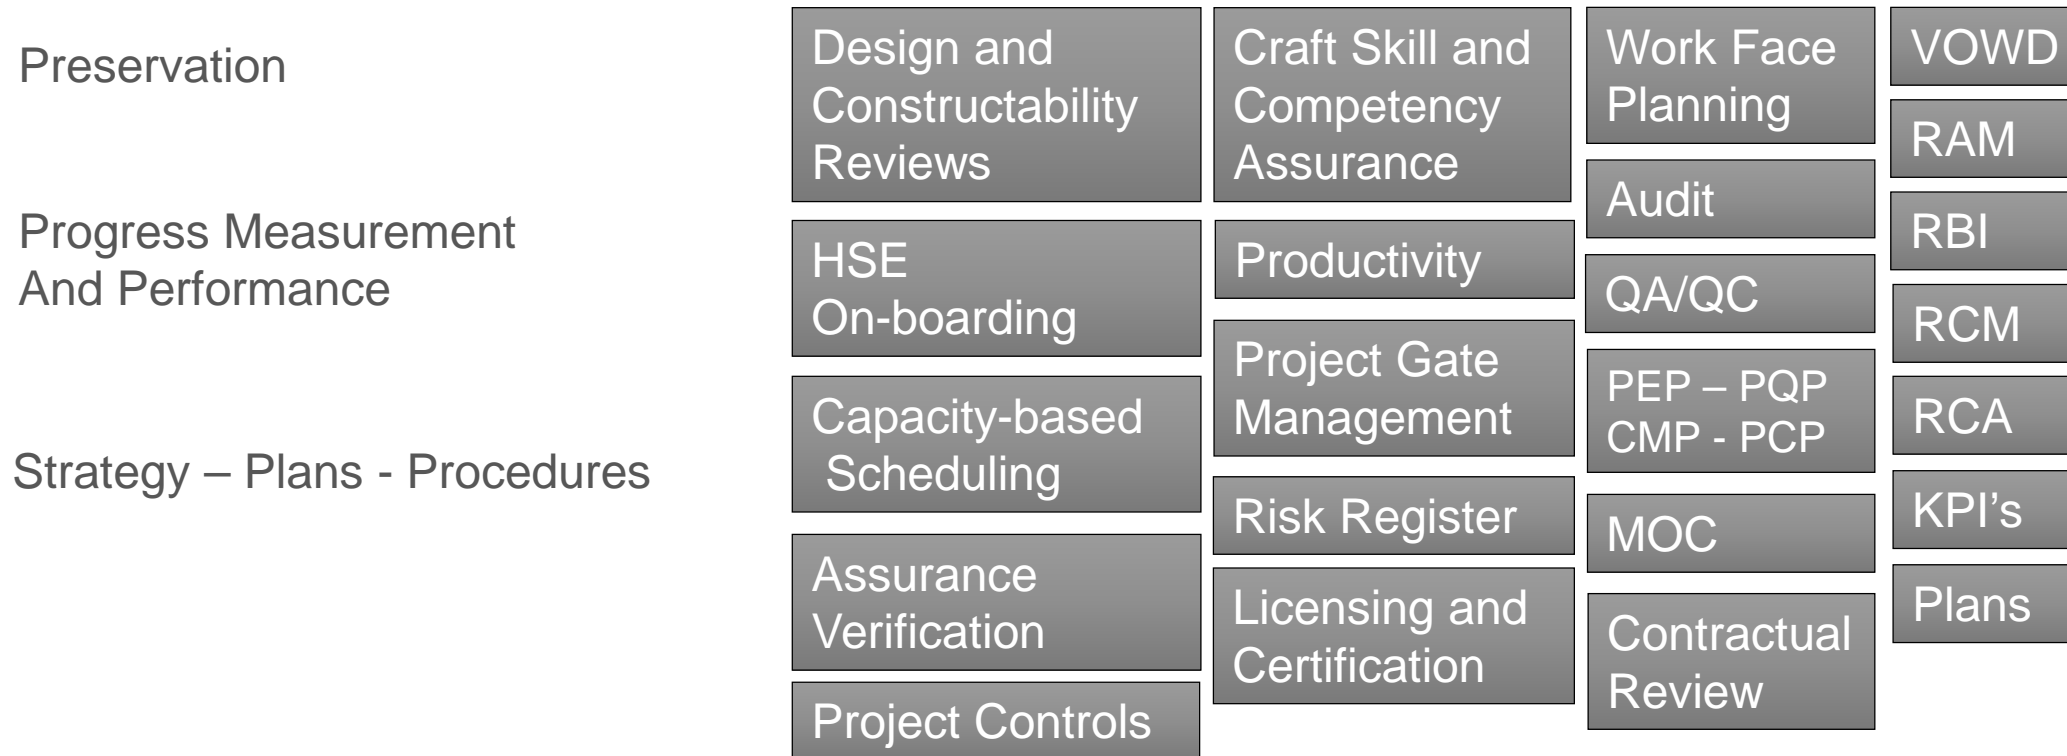 Preservation
Progress Measurement
And Performance
Strategy – Plans - Procedures
Design and
Constructability
Reviews
HSE
On-boarding
Capacity-based
Scheduling
Assurance
Verification
Project Controls
Craft Skill and
Competency
Assurance
Productivity
Project Gate
Management
Risk Register
Licensing and
Certification
Work Face
Planning
Audit
QA/QC
PEP – PQP
CMP - PCP
MOC
Contractual
Review
VOWD
RAM
RBI
RCM
RCA
KPI’s
Plans